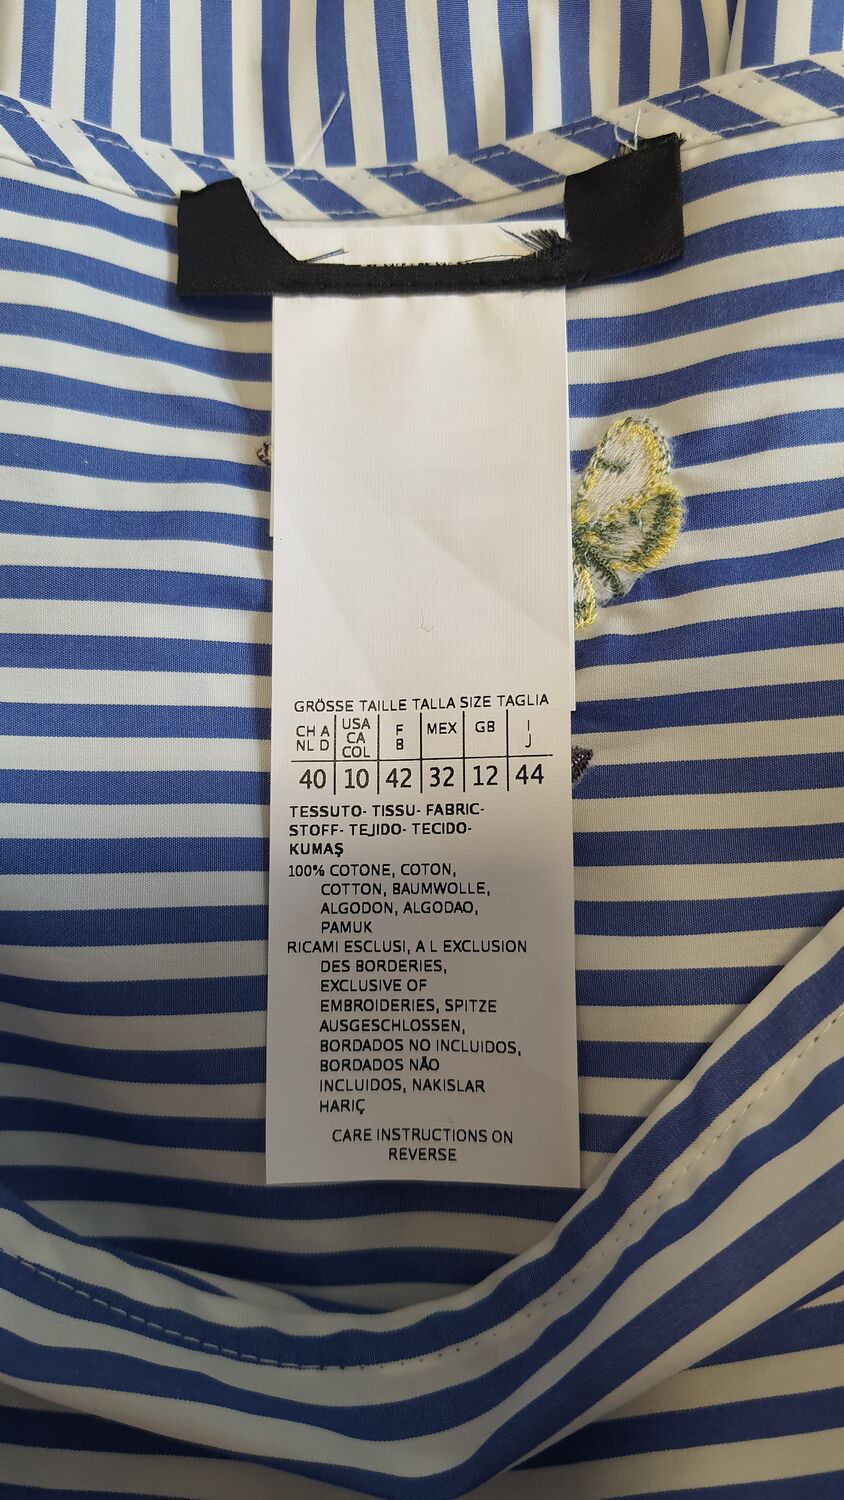 GRÖSSE TAILLE TALLA SIZE TAGLIA
CH A NL D | USA CA COL | F B | MEX | GB | I J
40 | 10 | 42 | 32 | 12 | 44
TESSUTO- TISSU- FABRIC-
STOFF- TEJIDO- TECIDO-
KUMAŞ
100% COTONE, COTON,
COTTON, BAUMWOLLE,
ALGODON, ALGODAO,
PAMUK
RICAMI ESCLUSI, A L EXCLUSION
DES BORDERIES,
EXCLUSIVE OF
EMBROIDERIES, SPITZE
AUSGESCHLOSSEN,
BORDADOS NO INCLUIDOS,
BORDADOS NÃO
INCLUIDOS, NAKISLAR
HARIÇ
CARE INSTRUCTIONS ON
REVERSE